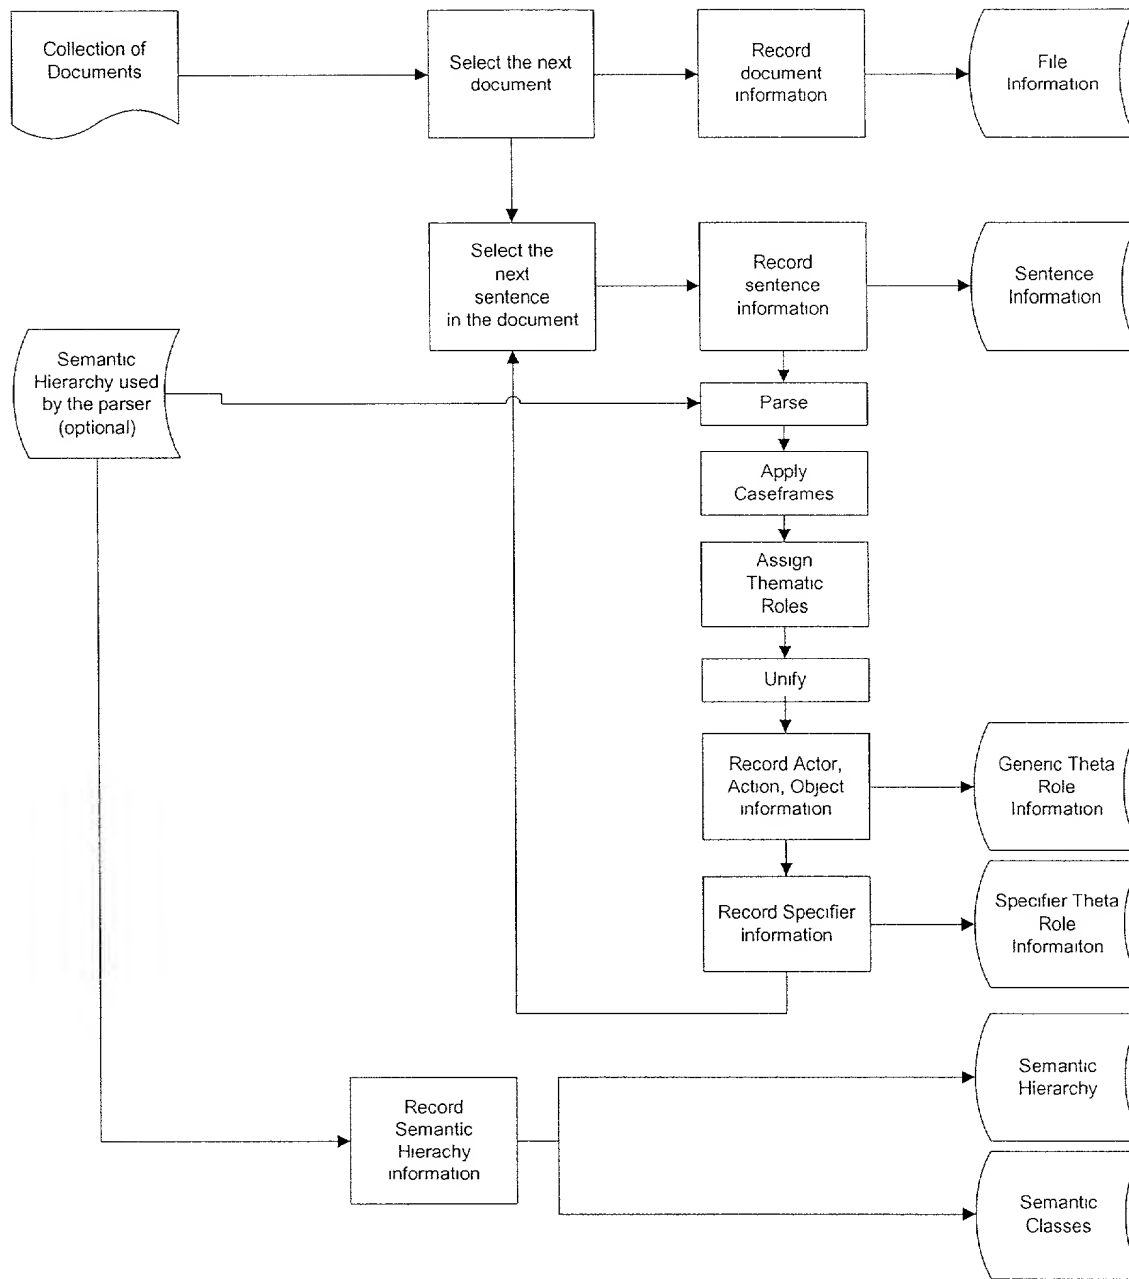 Collection of
Documents
Select the next
document
Record
document
information
File
Information
Select the
next
sentence
in the document
Record
sentence
information
Sentence
Information
Semantic
Hierarchy used
by the parser
(optional)
Parse
Apply
Caseframes
Assign
Thematic
Roles
Unify
Record Actor,
Action, Object
information
Generic Theta
Role
Information
Record Specifier
information
Specifier Theta
Role
Informaiton
Semantic
Hierarchy
Record
Semantic
Hierachy
information
Semantic
Classes